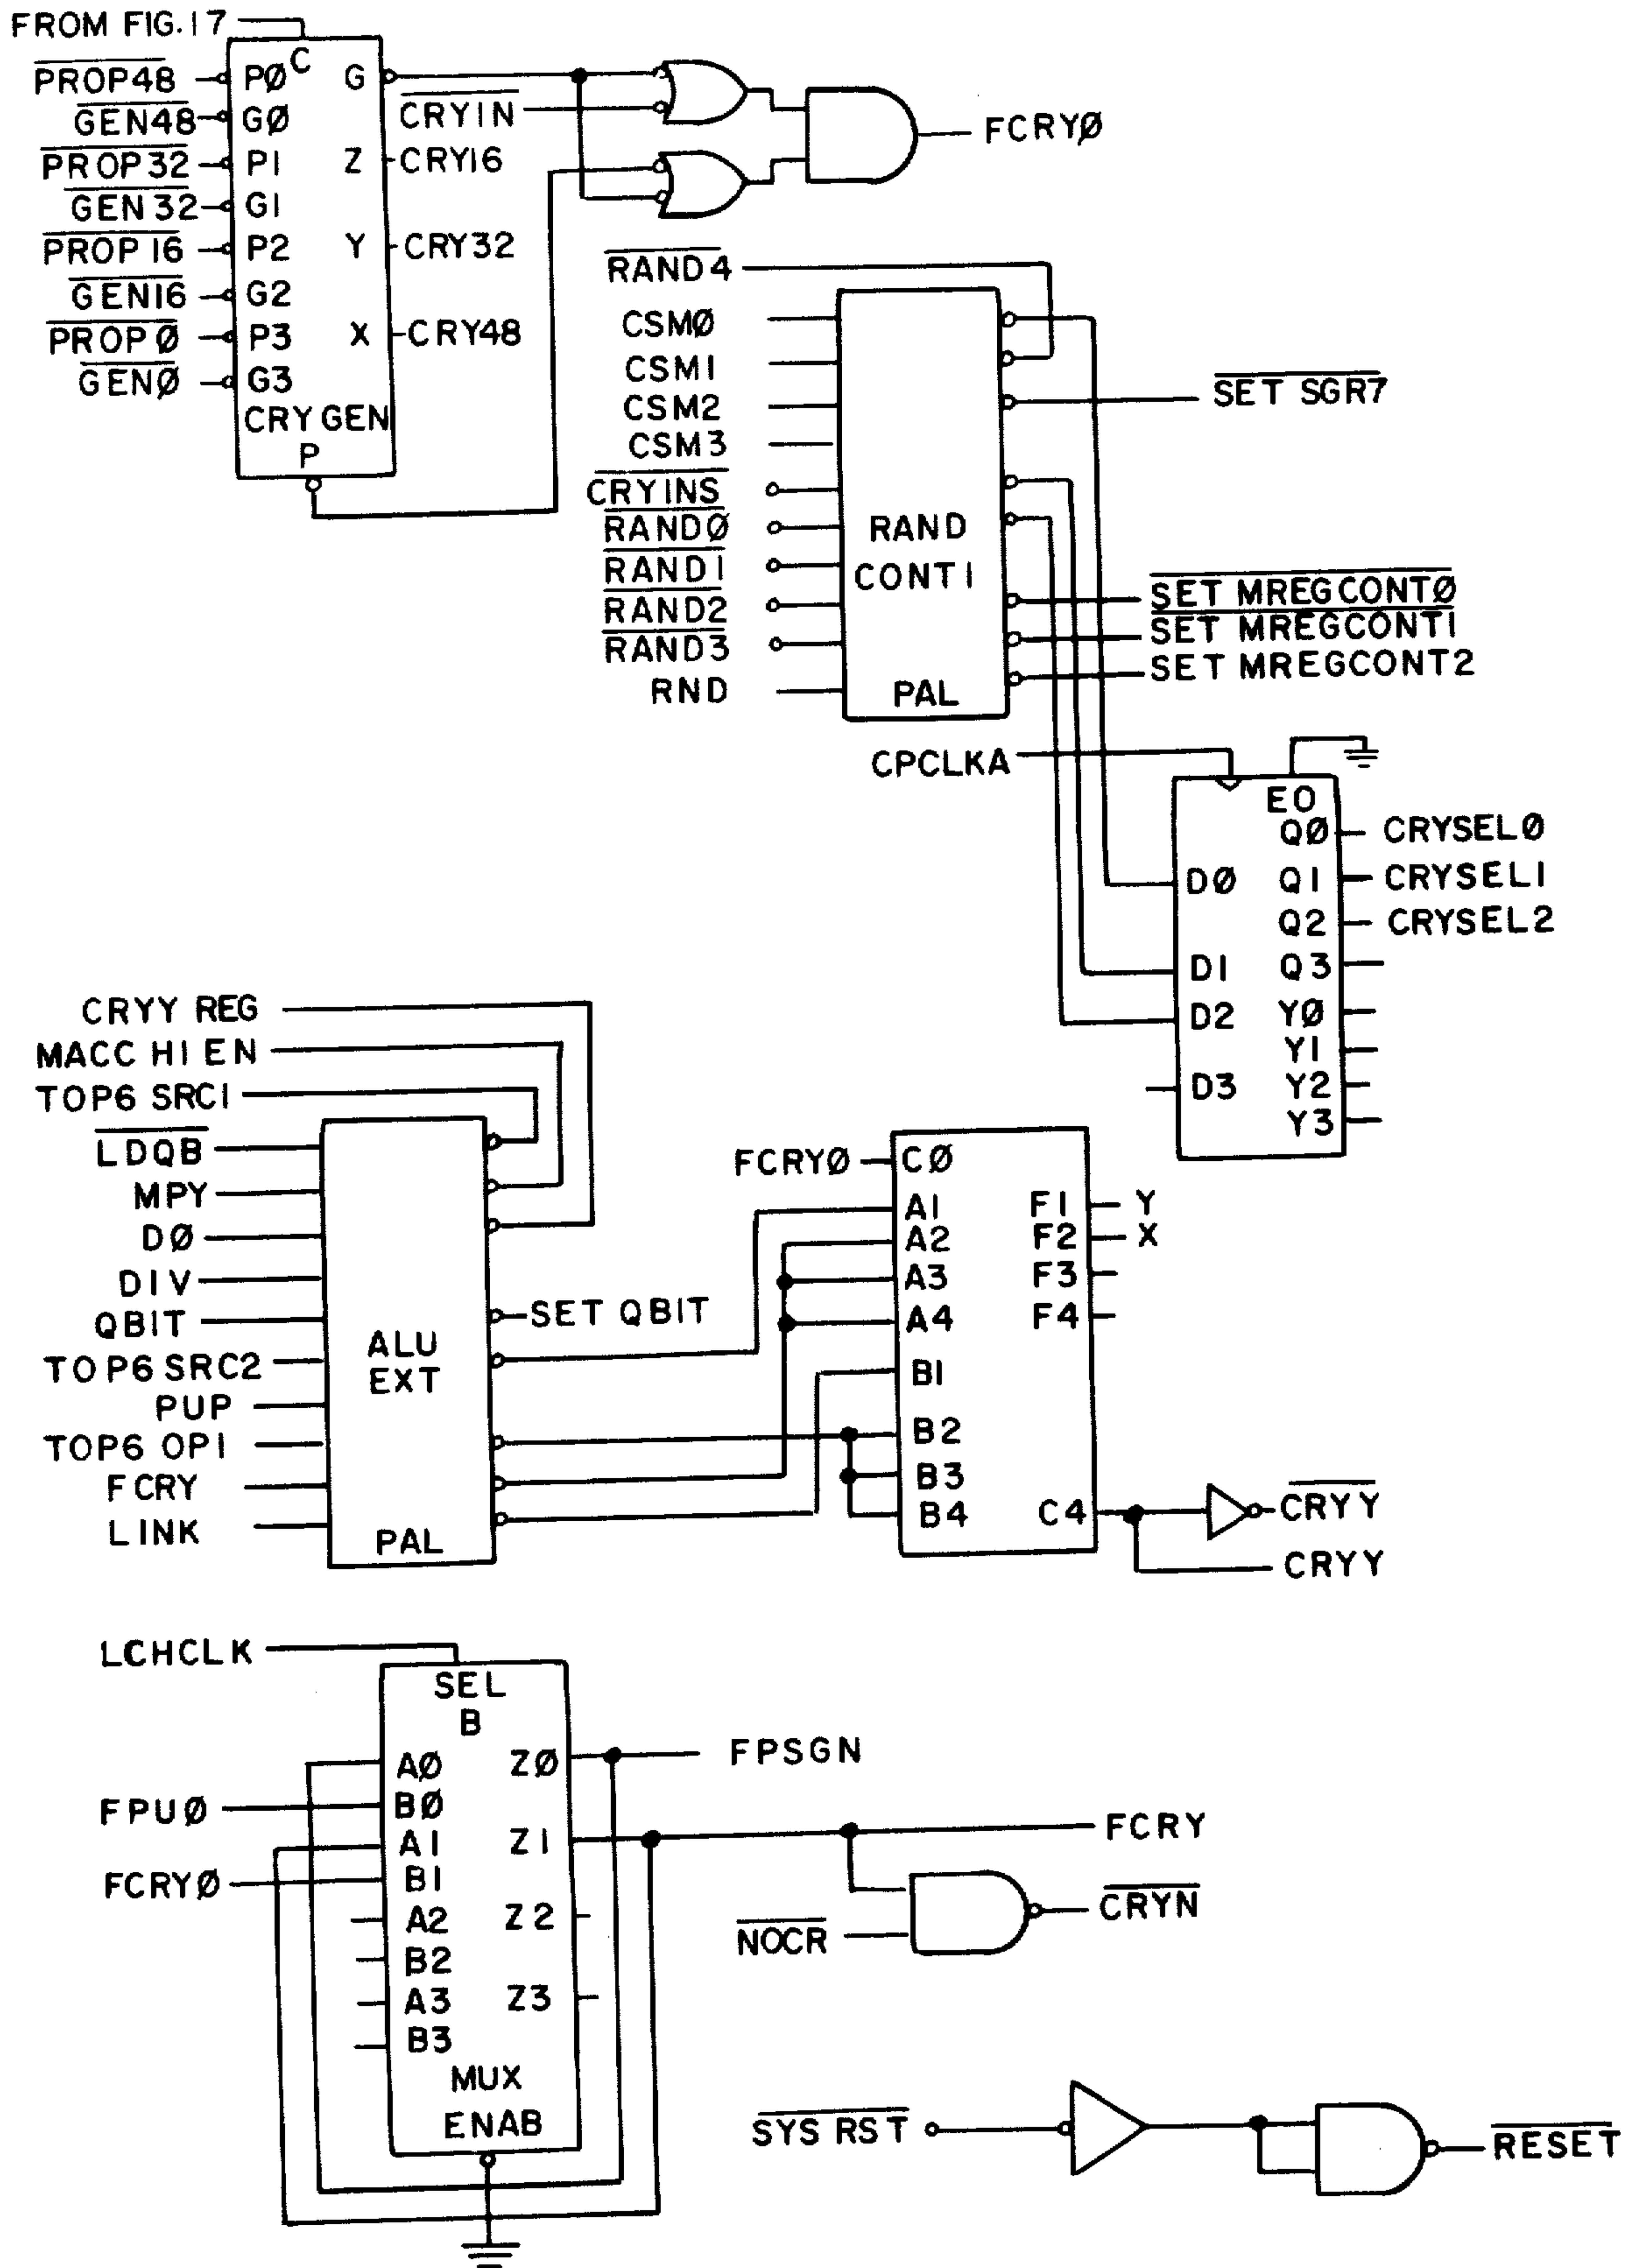 FROM FIG.17
C
PROP48
GEN48
PROP32
GEN32
PROP16
GEN16
PROPØ
GENØ
PØ
GØ
P1
G1
P2
G2
P3
G3
G
Z
Y
X
CRY GEN
P
CRYIN
CRY16
CRY32
CRY48
FCRYØ
RAND4
CSMØ
CSM1
CSM2
CSM3
CRYINS
RANDØ
RAND1
RAND2
RAND3
RND
RAND
CONT1
PAL
SET SGR7
SET MREGCONTØ
SET MREGCONT1
SET MREGCONT2
CPCLKA
EO
DØ
D1
D2
D3
QØ
Q1
Q2
Q3
YØ
Y1
Y2
Y3
CRYSELØ
CRYSEL1
CRYSEL2
CRYY REG
MACC HI EN
TOP6 SRC1
LDQB
MPY
DØ
DIV
QBIT
TOP6 SRC2
PUP
TOP6 OP1
FCRY
LINK
ALU
EXT
PAL
SET QBIT
FCRYØ
CØ
A1
A2
A3
A4
B1
B2
B3
B4
F1
F2
F3
F4
C4
Y
X
CRYY
CRYY
LCHCLK
SEL
B
FPUØ
FCRYØ
AØ
BØ
A1
B1
A2
B2
A3
B3
ZØ
Z1
Z2
Z3
MUX
ENAB
FPSGN
FCRY
NOCR
CRYN
SYS RST
RESET